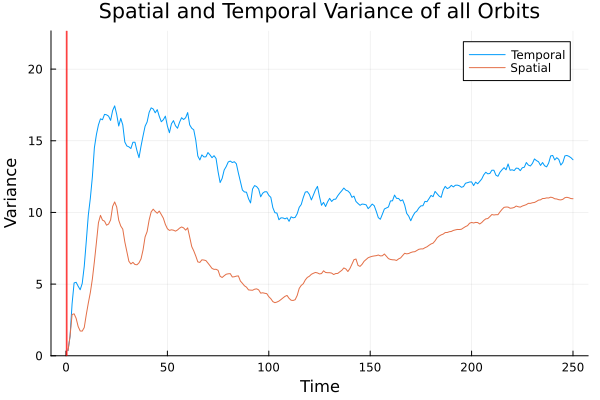 Spatial and Temporal Variance of all Orbits
Variance
20
15
10
5
0
Temporal
Spatial
0 50 100 150 200 250
Time